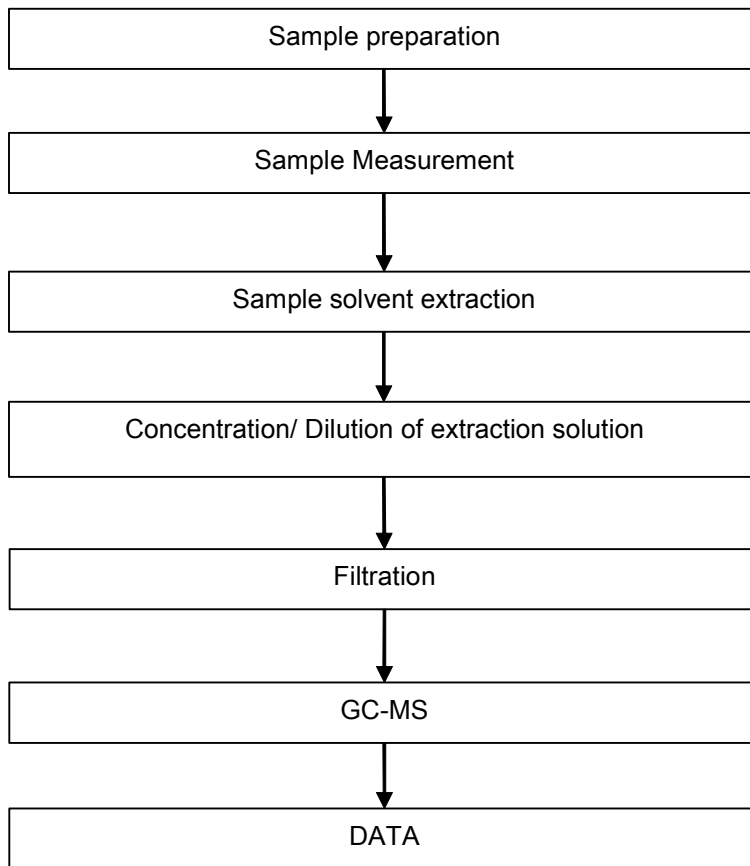 Sample preparation
Sample Measurement
Sample solvent extraction
Concentration/ Dilution of extraction solution
Filtration
GC-MS
DATA